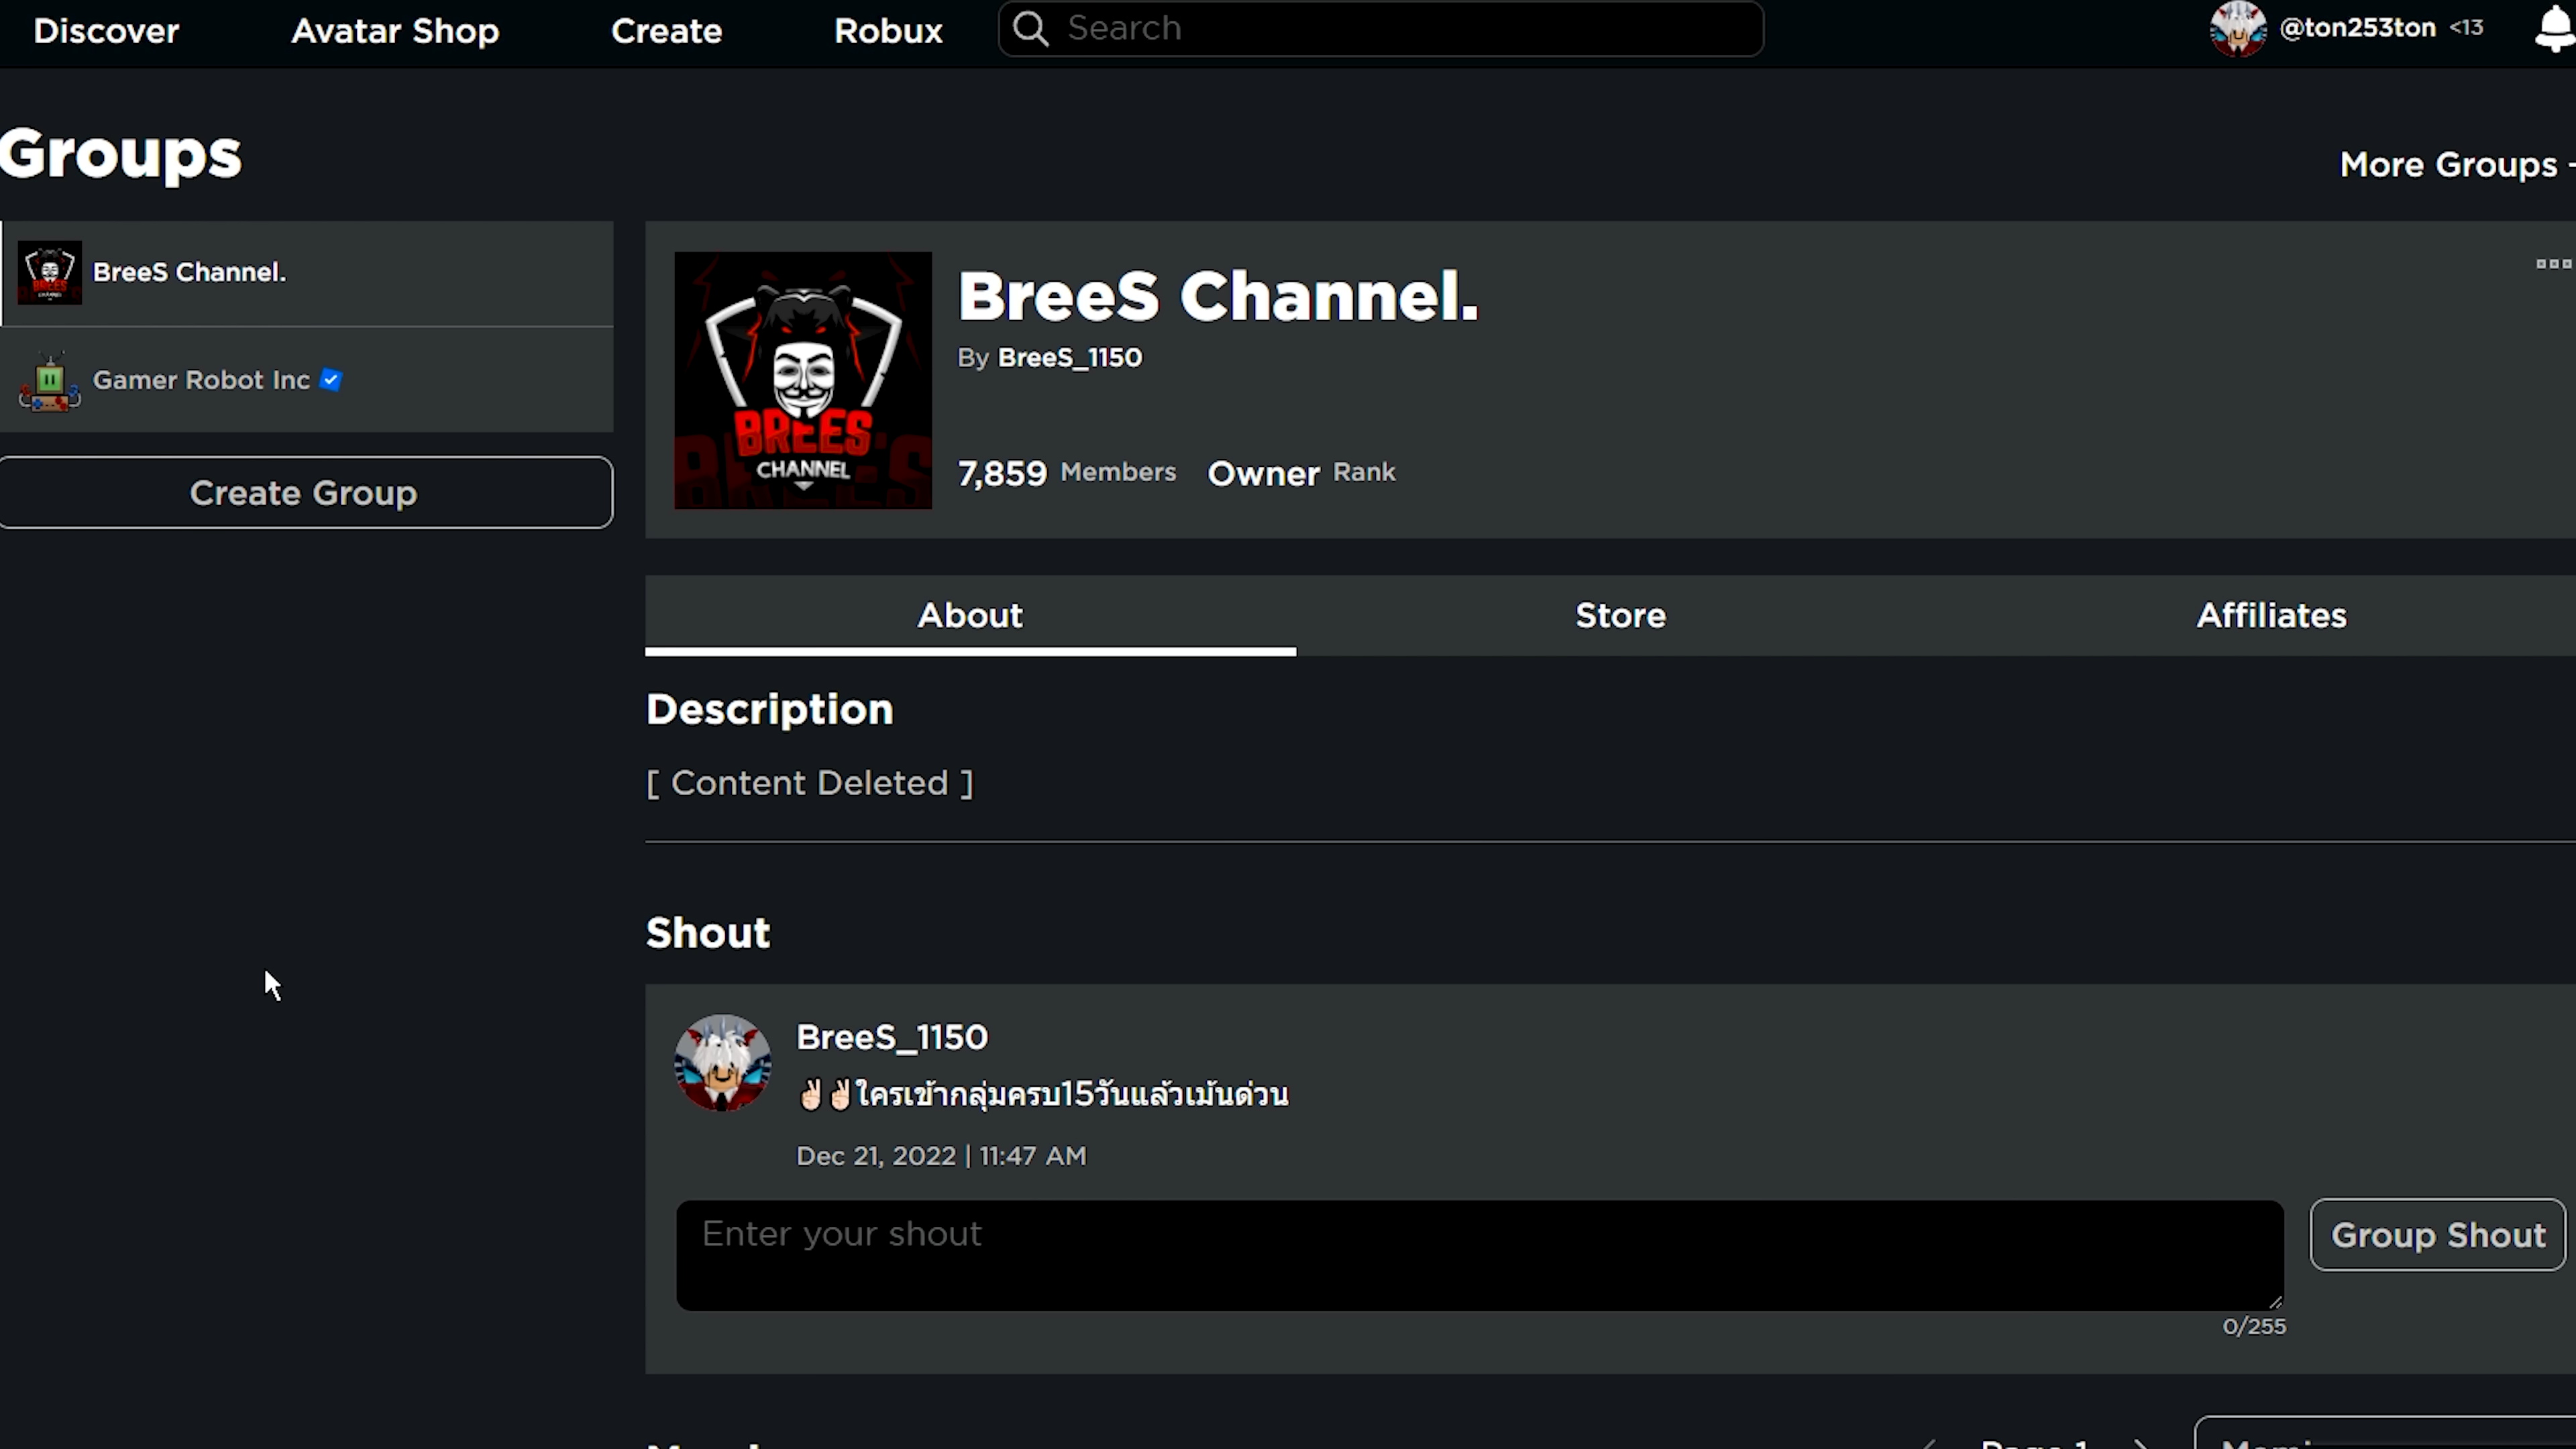 Discover Avatar Shop Create Robux Search @ton253ton <13
Groups
More Groups
BreeS Channel.
Gamer Robot Inc
Create Group
BREES
CHANNEL
BreeS Channel.
By BreeS_1150
7,859 Members Owner Rank
About Store Affiliates
Description
[ Content Deleted ]
Shout
BreeS_1150
✌🏻✌🏻ใครเข้ากลุ่มครบ15วันแล้วเม้นด่วน
Dec 21, 2022 | 11:47 AM
Enter your shout
Group Shout
0/255
Page 1